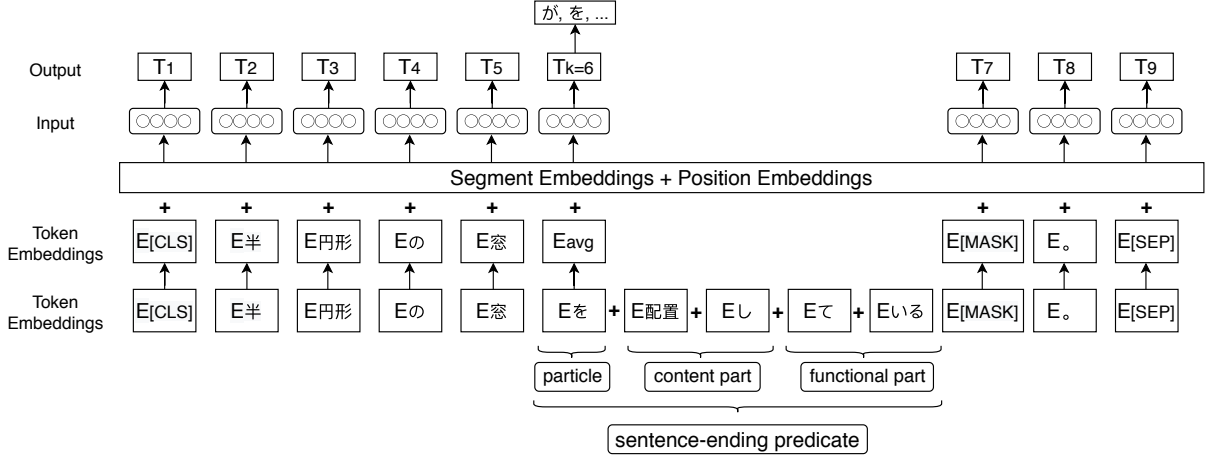 が, を, ...
Output T1 T2 T3 T4 T5 Tk=6 T7 T8 T9
Input
Segment Embeddings + Position Embeddings
+ + + + + + + + +
Token Embeddings E[CLS] E半 E円形 Eの E窓 Eavg E[MASK] E。 E[SEP]
Token Embeddings E[CLS] E半 E円形 Eの E窓 Eを + E配置 + Eし + Eて + Eいる E[MASK] E。 E[SEP]
particle content part functional part
sentence-ending predicate